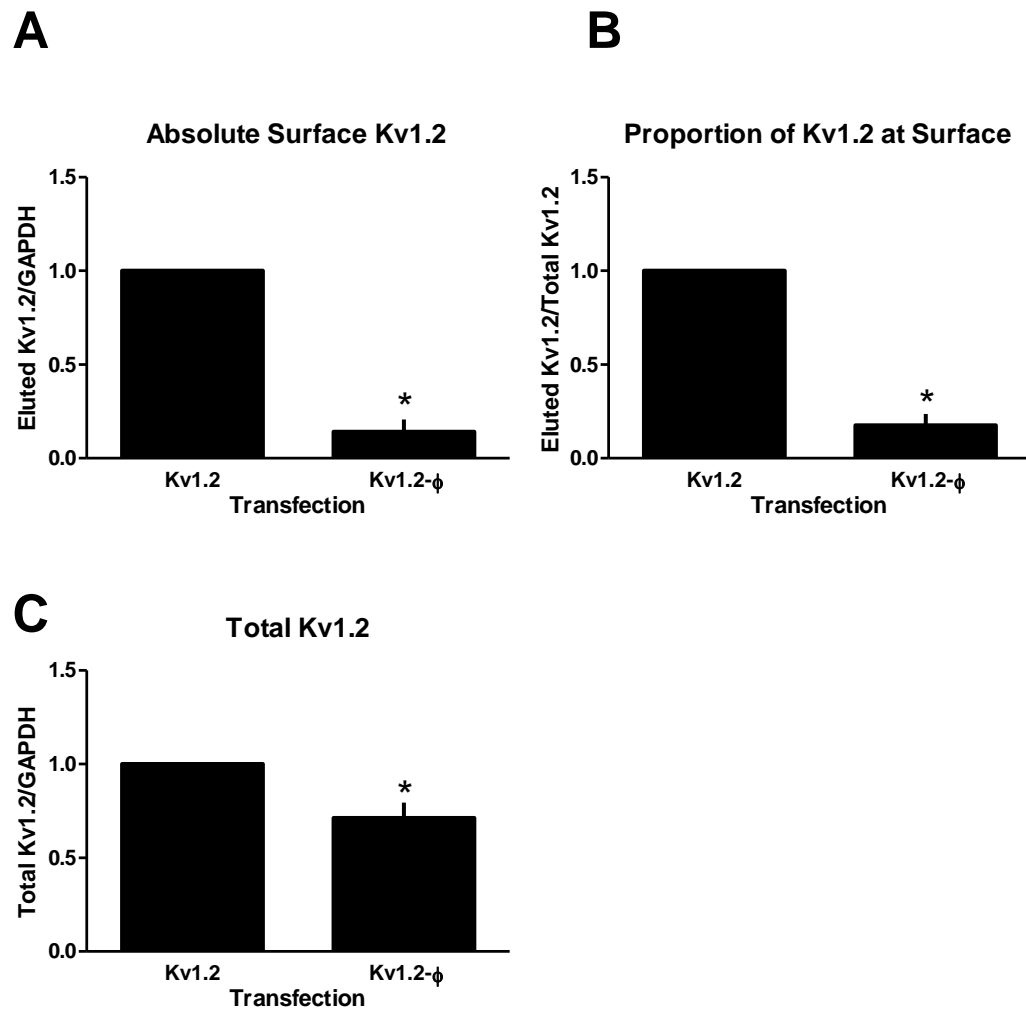 A
Absolute Surface Kv1.2
Eluted Kv1.2/GAPDH
1.5
1.0
0.5
0.0
*
Kv1.2
Kv1.2-ϕ
Transfection
B
Proportion of Kv1.2 at Surface
Eluted Kv1.2/Total Kv1.2
1.5
1.0
0.5
0.0
*
Kv1.2
Kv1.2-ϕ
Transfection
C
Total Kv1.2
Total Kv1.2/GAPDH
1.5
1.0
0.5
0.0
*
Kv1.2
Kv1.2-ϕ
Transfection